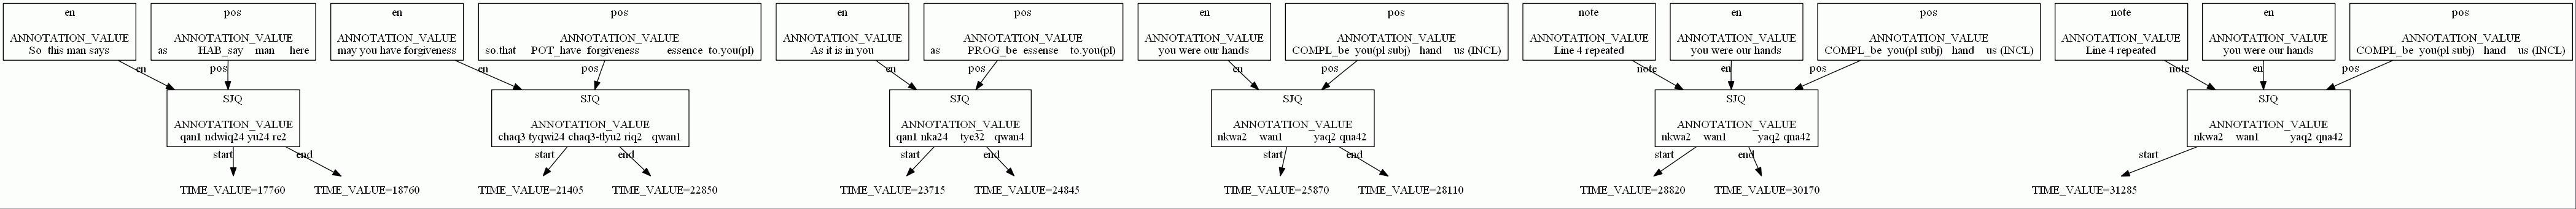 en
ANNOTATION_VALUE
So this man says
pos
ANNOTATION_VALUE
as HAB_say man here
en
ANNOTATION_VALUE
may you have forgiveness
pos
ANNOTATION_VALUE
so.that POT_have forgiveness essence to.you(pl)
en
ANNOTATION_VALUE
As it is in you
pos
ANNOTATION_VALUE
as PROG_be essense to.you(pl)
en
ANNOTATION_VALUE
you were our hands
pos
ANNOTATION_VALUE
COMPL_be you(pl subj) hand us (INCL)
note
ANNOTATION_VALUE
Line 4 repeated
en
ANNOTATION_VALUE
you were our hands
pos
ANNOTATION_VALUE
COMPL_be you(pl subj) hand us (INCL)
note
ANNOTATION_VALUE
Line 4 repeated
en
ANNOTATION_VALUE
you were our hands
pos
ANNOTATION_VALUE
COMPL_be you(pl subj) hand us (INCL)
en
pos
en
pos
en
pos
en
pos
note
en
pos
note
en
pos
SJQ
ANNOTATION_VALUE
qan1 ndwiq24 yu24 re2
SJQ
ANNOTATION_VALUE
chaq3 tyqwi24 chaq3-tlyu2 riq2 qwan1
SJQ
ANNOTATION_VALUE
qan1 nka24 tye32 qwan4
SJQ
ANNOTATION_VALUE
nkwa2 wan1 yaq2 qna42
SJQ
ANNOTATION_VALUE
nkwa2 wan1 yaq2 qna42
SJQ
ANNOTATION_VALUE
nkwa2 wan1 yaq2 qna42
start
end
start
end
start
end
start
end
start
end
start
TIME_VALUE=17760
TIME_VALUE=18760
TIME_VALUE=21405
TIME_VALUE=22850
TIME_VALUE=23715
TIME_VALUE=24845
TIME_VALUE=25870
TIME_VALUE=28110
TIME_VALUE=28820
TIME_VALUE=30170
TIME_VALUE=31285